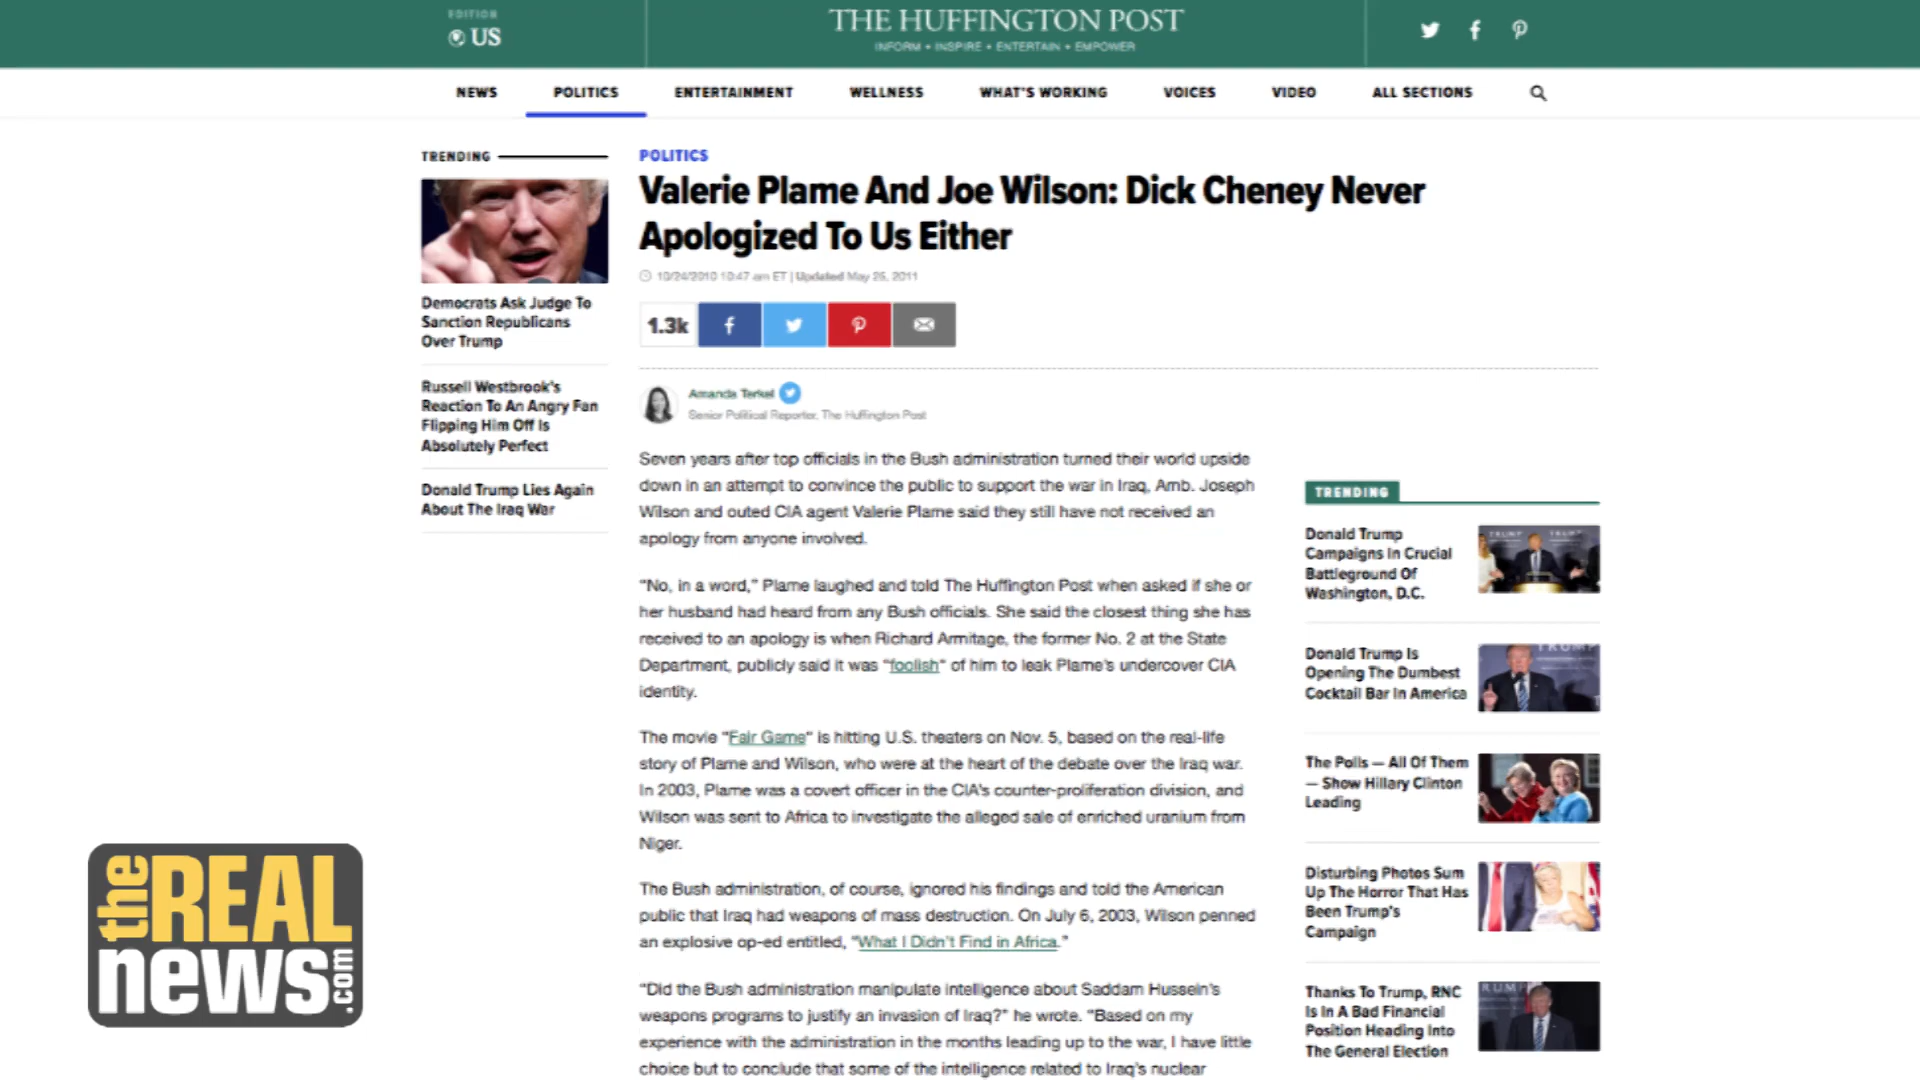 EDITION
US
THE HUFFINGTON POST
INFORM • INSPIRE • ENTERTAIN • EMPOWER
NEWS
POLITICS
ENTERTAINMENT
WELLNESS
WHAT'S WORKING
VOICES
VIDEO
ALL SECTIONS
TRENDING
Democrats Ask Judge To
Sanction Republicans
Over Trump
Russell Westbrook's
Reaction To An Angry Fan
Flipping Him Off Is
Absolutely Perfect
Donald Trump Lies Again
About The Iraq War
POLITICS
Valerie Plame And Joe Wilson: Dick Cheney Never
Apologized To Us Either
10/24/2010 10:47 am ET | Updated May 25, 2011
1.3k
Amanda Terkel
Senior Political Reporter, The Huffington Post
Seven years after top officials in the Bush administration turned their world upside
down in an attempt to convince the public to support the war in Iraq, Amb. Joseph
Wilson and outed CIA agent Valerie Plame said they still have not received an
apology from anyone involved.
"No, in a word," Plame laughed and told The Huffington Post when asked if she or
her husband had heard from any Bush officials. She said the closest thing she has
received to an apology is when Richard Armitage, the former No. 2 at the State
Department, publicly said it was "foolish" of him to leak Plame's undercover CIA
identity.
The movie "Fair Game" is hitting U.S. theaters on Nov. 5, based on the real-life
story of Plame and Wilson, who were at the heart of the debate over the Iraq war.
In 2003, Plame was a covert officer in the CIA's counter-proliferation division, and
Wilson was sent to Africa to investigate the alleged sale of enriched uranium from
Niger.
The Bush administration, of course, ignored his findings and told the American
public that Iraq had weapons of mass destruction. On July 6, 2003, Wilson penned
an explosive op-ed entitled, "What I Didn't Find in Africa."
"Did the Bush administration manipulate intelligence about Saddam Hussein's
weapons programs to justify an invasion of Iraq?" he wrote. "Based on my
experience with the administration in the months leading up to the war, I have little
choice but to conclude that some of the intelligence related to Iraq's nuclear
TRENDING
Donald Trump
Campaigns In Crucial
Battleground Of
Washington, D.C.
TRUMP
TRUMP
Donald Trump Is
Opening The Dumbest
Cocktail Bar In America
TRUMP
The Polls — All Of Them
— Show Hillary Clinton
Leading
Disturbing Photos Sum
Up The Horror That Has
Been Trump's
Campaign
Thanks To Trump, RNC
Is In A Bad Financial
Position Heading Into
The General Election
RUMP
the REAL
news.com